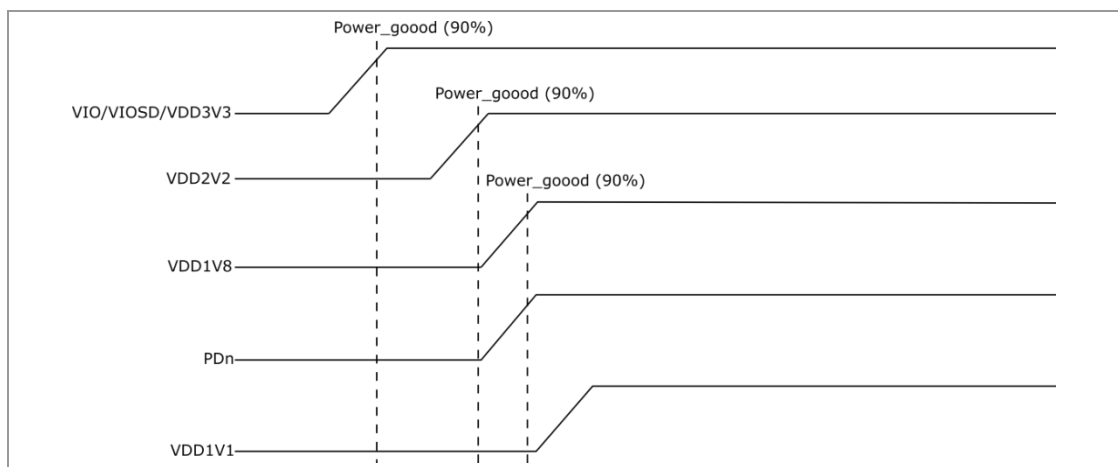 Power_goood (90%)
VIO/VIOSD/VDD3V3
Power_goood (90%)
VDD2V2
Power_goood (90%)
VDD1V8
PDn
VDD1V1